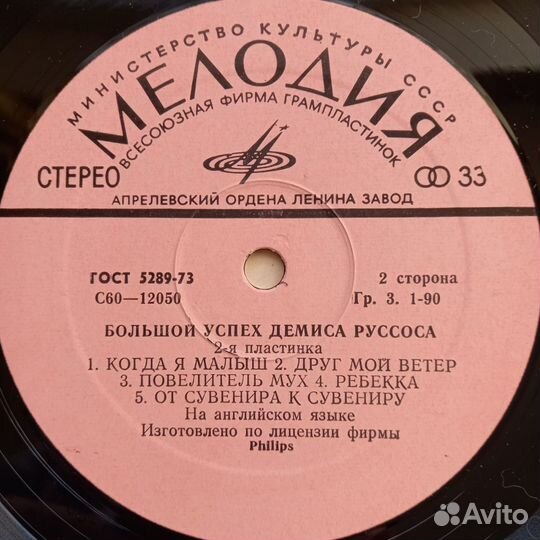 МИНИСТЕРСТВО КУЛЬТУРЫ СССР
МЕЛОДИЯ
ВСЕСОЮЗНАЯ ФИРМА ГРАМПЛАСТИНОК
СТЕРЕО 33
АПРЕЛЕВСКИЙ ОРДЕНА ЛЕНИНА ЗАВОД
ГОСТ 5289-73 2 сторона
С60—12050 Гр. 3. 1-90
БОЛЬШОЙ УСПЕХ ДЕМИСА РУССОСА
2-я пластинка
1. КОГДА Я МАЛЫШ 2. ДРУГ МОЙ ВЕТЕР
3. ПОВЕЛИТЕЛЬ МУХ 4. РЕБЕККА
5. ОТ СУВЕНИРА К СУВЕНИРУ
На английском языке
Изготовлено по лицензии фирмы
Philips
Avito